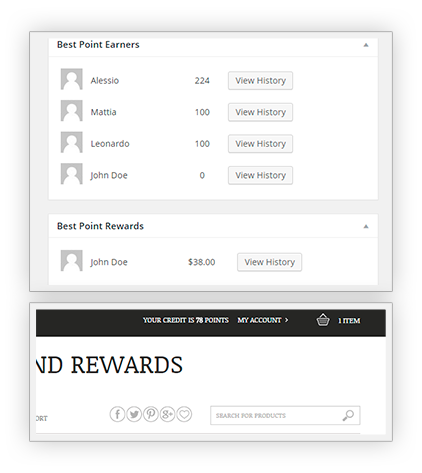 Best Point Earners
Alessio 224 View History
Mattia 100 View History
Leonardo 100 View History
John Doe 0 View History
Best Point Rewards
John Doe $38.00 View History
YOUR CREDIT IS 78 POINTS MY ACCOUNT 1 ITEM
ND REWARDS
ORT
SEARCH FOR PRODUCTS